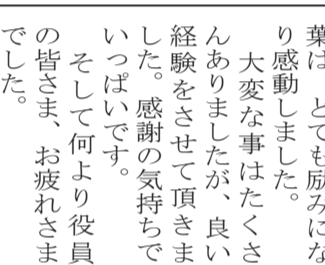 葉は、とても励みにな
り感動しました。
大変な事はたくさ
んありましたが、良い
経験をさせて頂きま
した。感謝の気持ちで
いっぱいです。
そして何より役員
の皆さま、お疲れさま
でした。